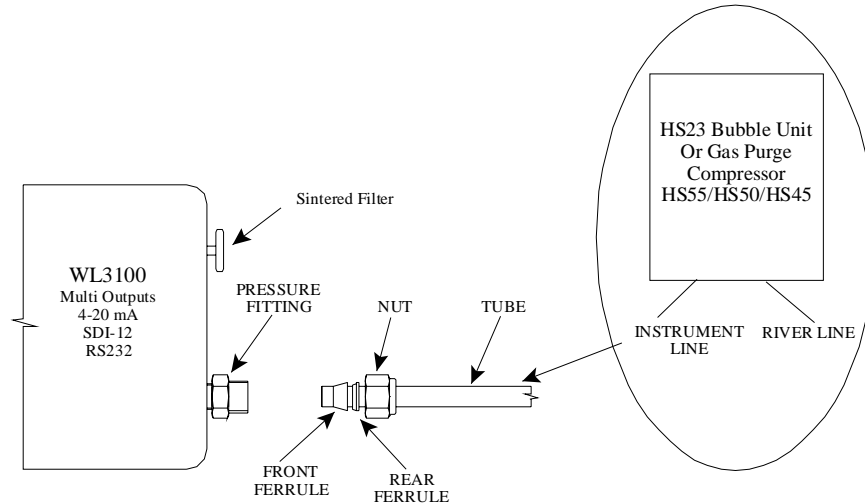 HS23 Bubble Unit
Or Gas Purge
Compressor
HS55/HS50/HS45
Sintered Filter
WL3100
Multi Outputs
4-20 mA
SDI-12
RS232
PRESSURE
FITTING
NUT
TUBE
INSTRUMENT
LINE
RIVER LINE
FRONT
FERRULE
REAR
FERRULE